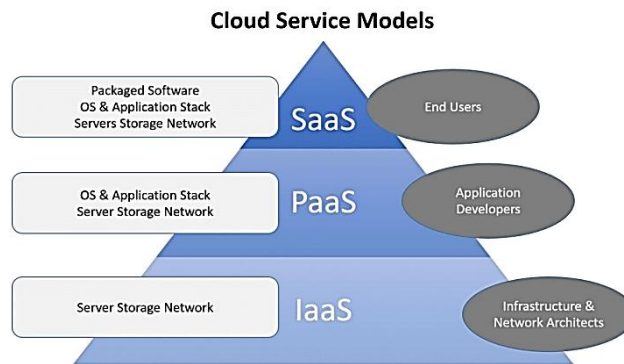 Cloud Service Models
Packaged Software
OS & Application Stack
Servers Storage Network
SaaS
End Users
OS & Application Stack
Server Storage Network
PaaS
Application
Developers
Server Storage Network
IaaS
Infrastructure &
Network Architects